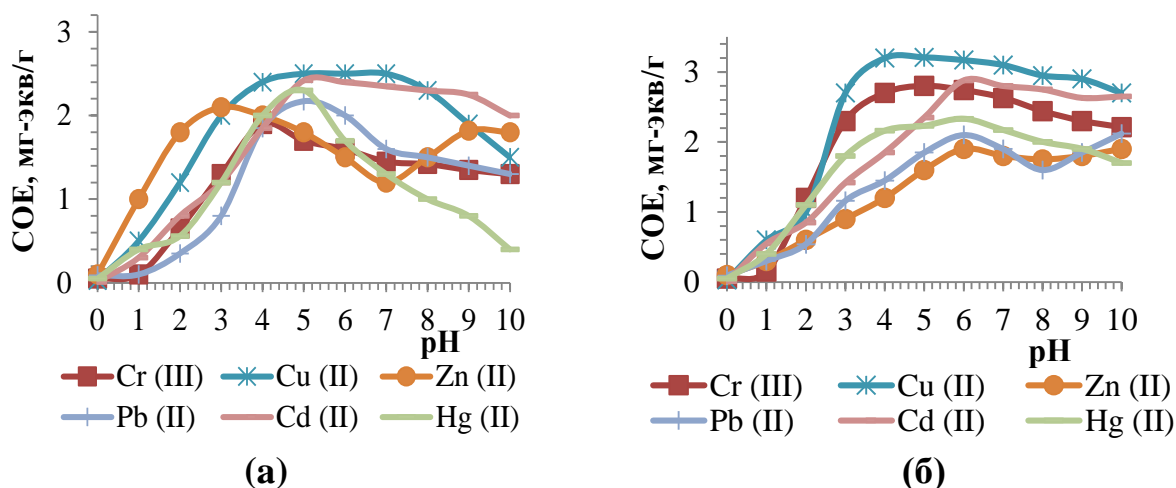 СОЕ, мг-экв/г
3
2
1
0
0 1 2 3 4 5 6 7 8 9 10
pH
Cr (III) Cu (II) Zn (II)
Pb (II) Cd (II) Hg (II)
(а)
СОЕ, мг-экв/г
3
2
1
0
0 1 2 3 4 5 6 7 8 9 10
pH
Cr (III) Cu (II) Zn (II)
Pb (II) Cd (II) Hg (II)
(б)